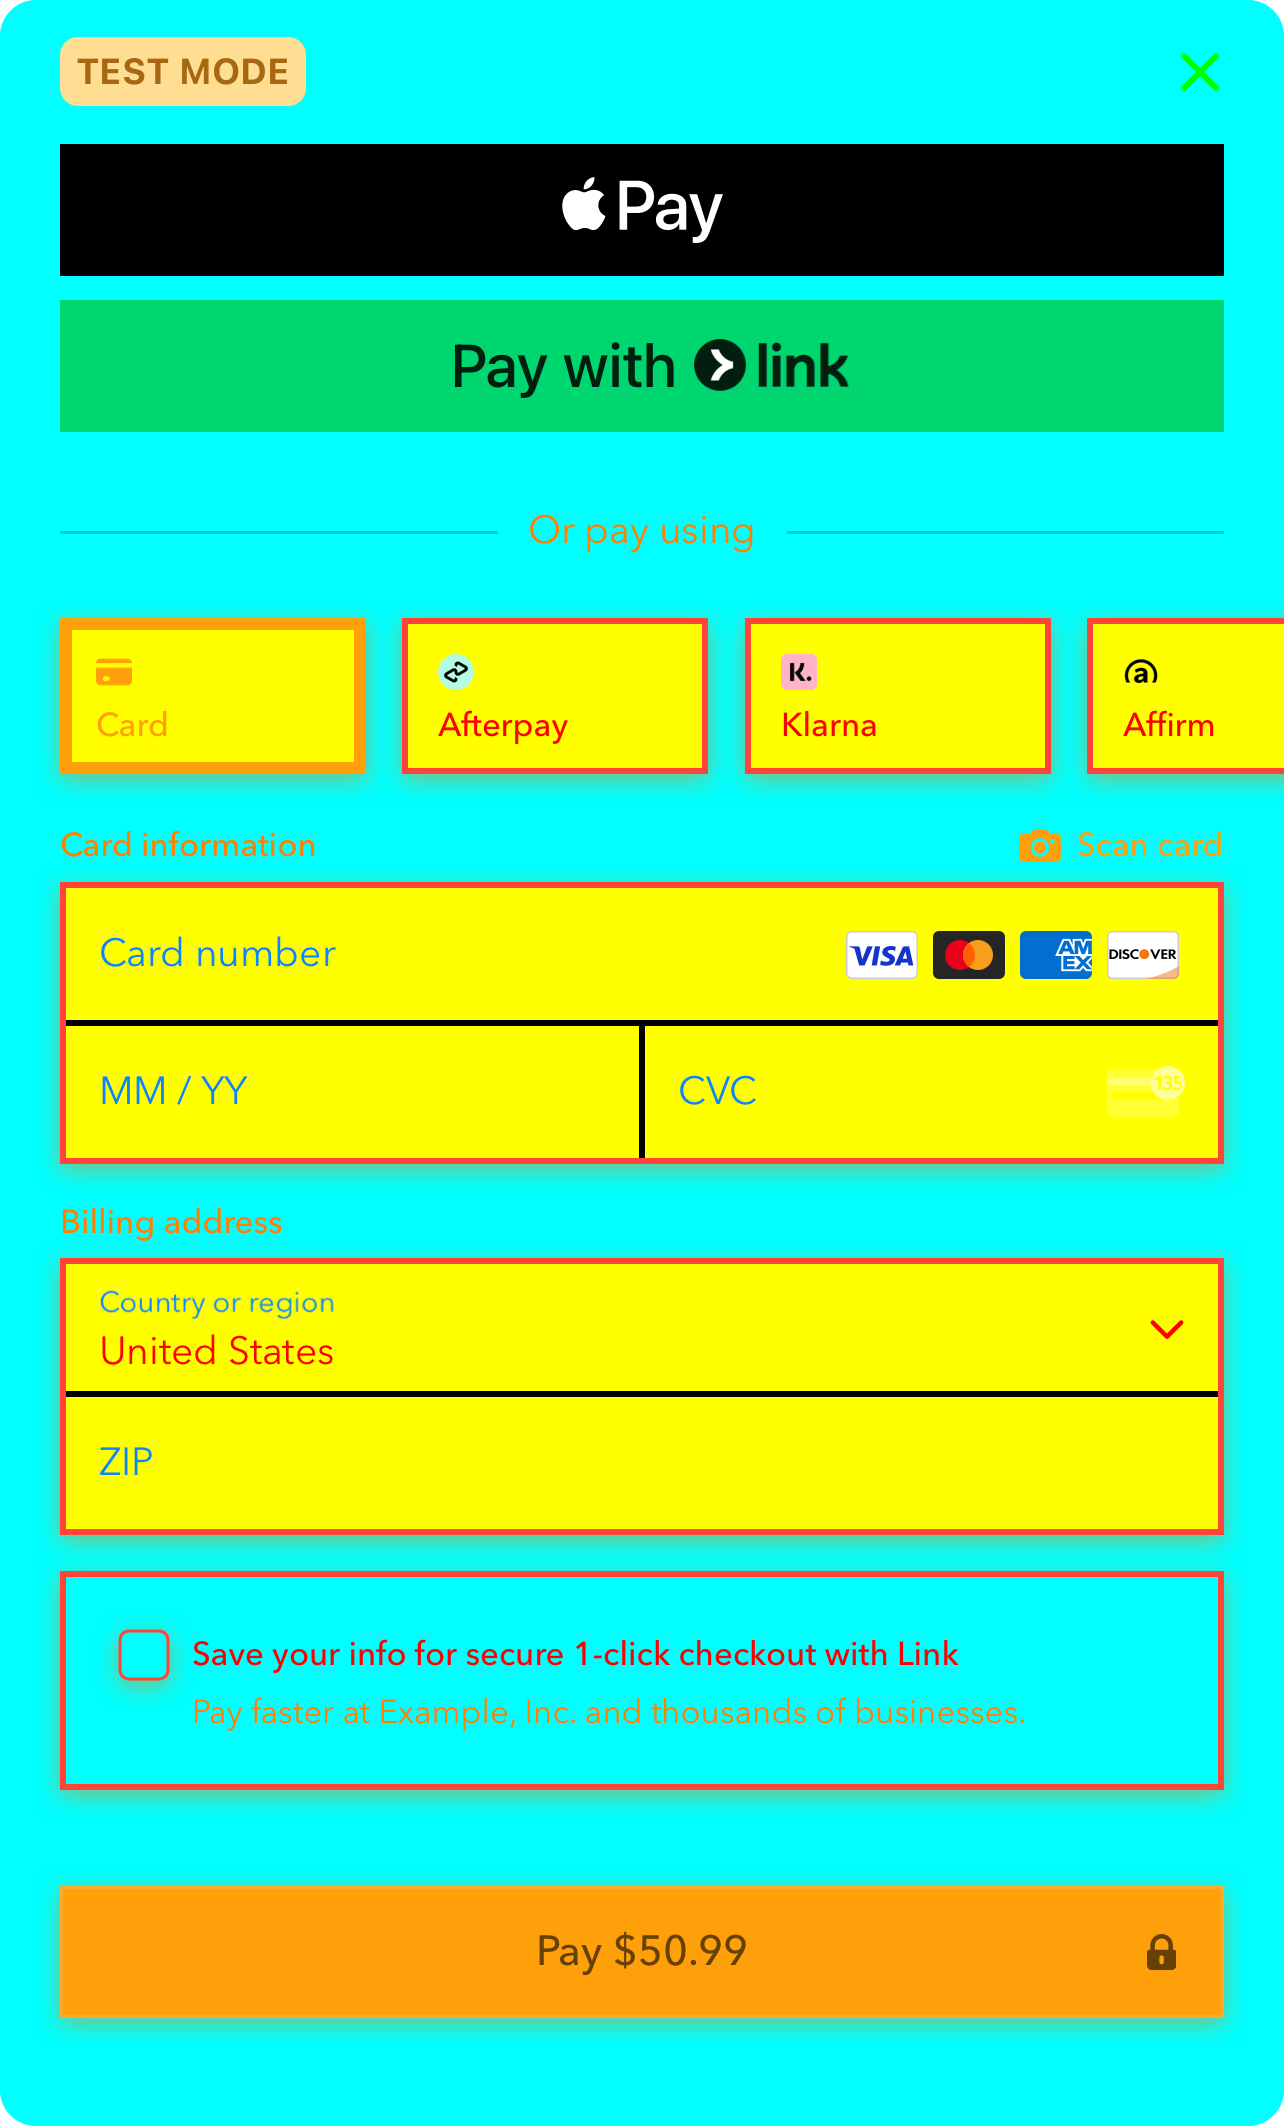 TEST MODE
Pay
Pay with link
Or pay using
Card
Afterpay
K.
Klarna
a
Affirm
Card information
Scan card
Card number
VISA
AM
EX
DISCOVER
MM / YY
CVC
135
Billing address
Country or region
United States
ZIP
Save your info for secure 1-click checkout with Link
Pay faster at Example, Inc. and thousands of businesses.
Pay $50.99